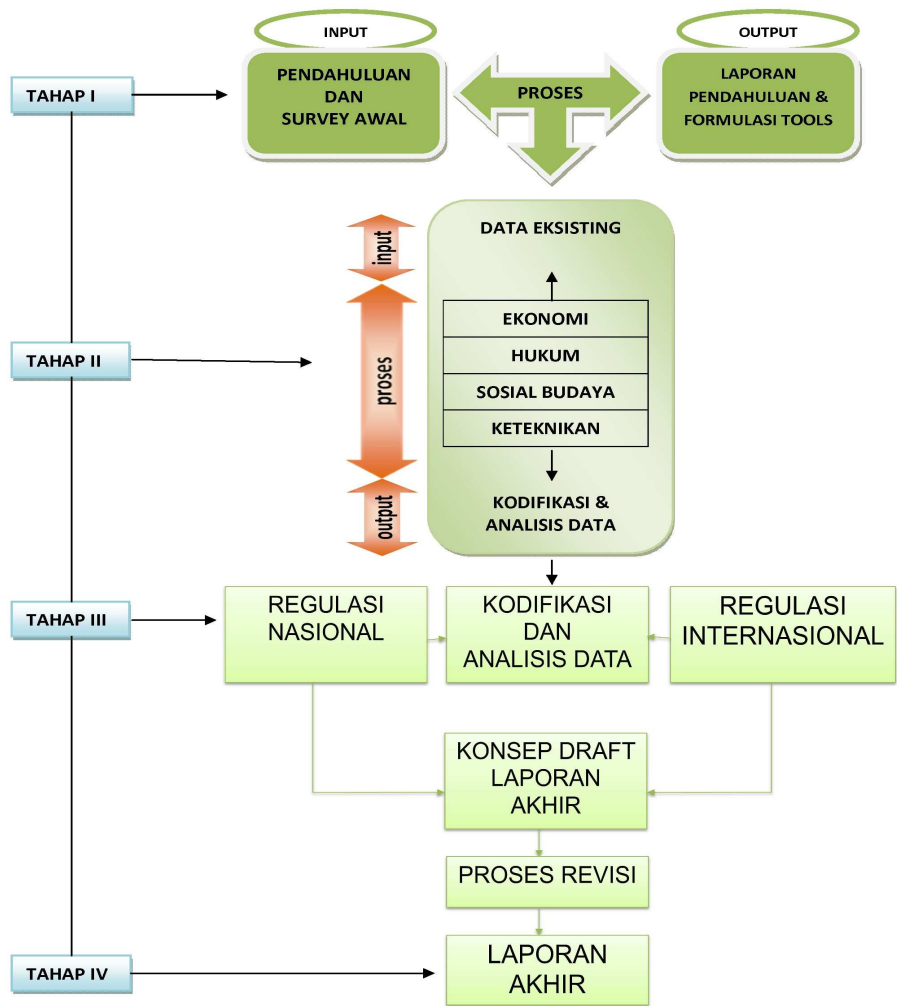 INPUT
OUTPUT
TAHAP I
PENDAHULUAN
DAN
SURVEY AWAL
PROSES
LAPORAN
PENDAHULUAN &
FORMULASI TOOLS
TAHAP II
input
proses
output
DATA EKSISTING
EKONOMI
HUKUM
SOSIAL BUDAYA
KETEKNIKAN
KODIFIKASI &
ANALISIS DATA
TAHAP III
REGULASI
NASIONAL
KODIFIKASI
DAN
ANALISIS DATA
REGULASI
INTERNASIONAL
KONSEP DRAFT
LAPORAN
AKHIR
PROSES REVISI
TAHAP IV
LAPORAN
AKHIR